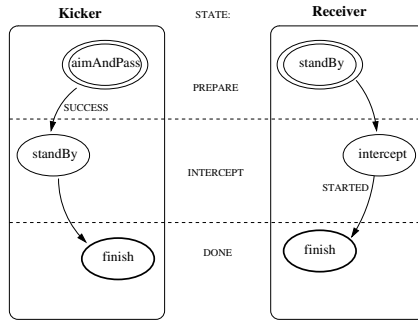 Kicker
STATE:
Receiver
aimAndPass
standBy
PREPARE
SUCCESS
standBy
intercept
INTERCEPT
STARTED
finish
DONE
finish